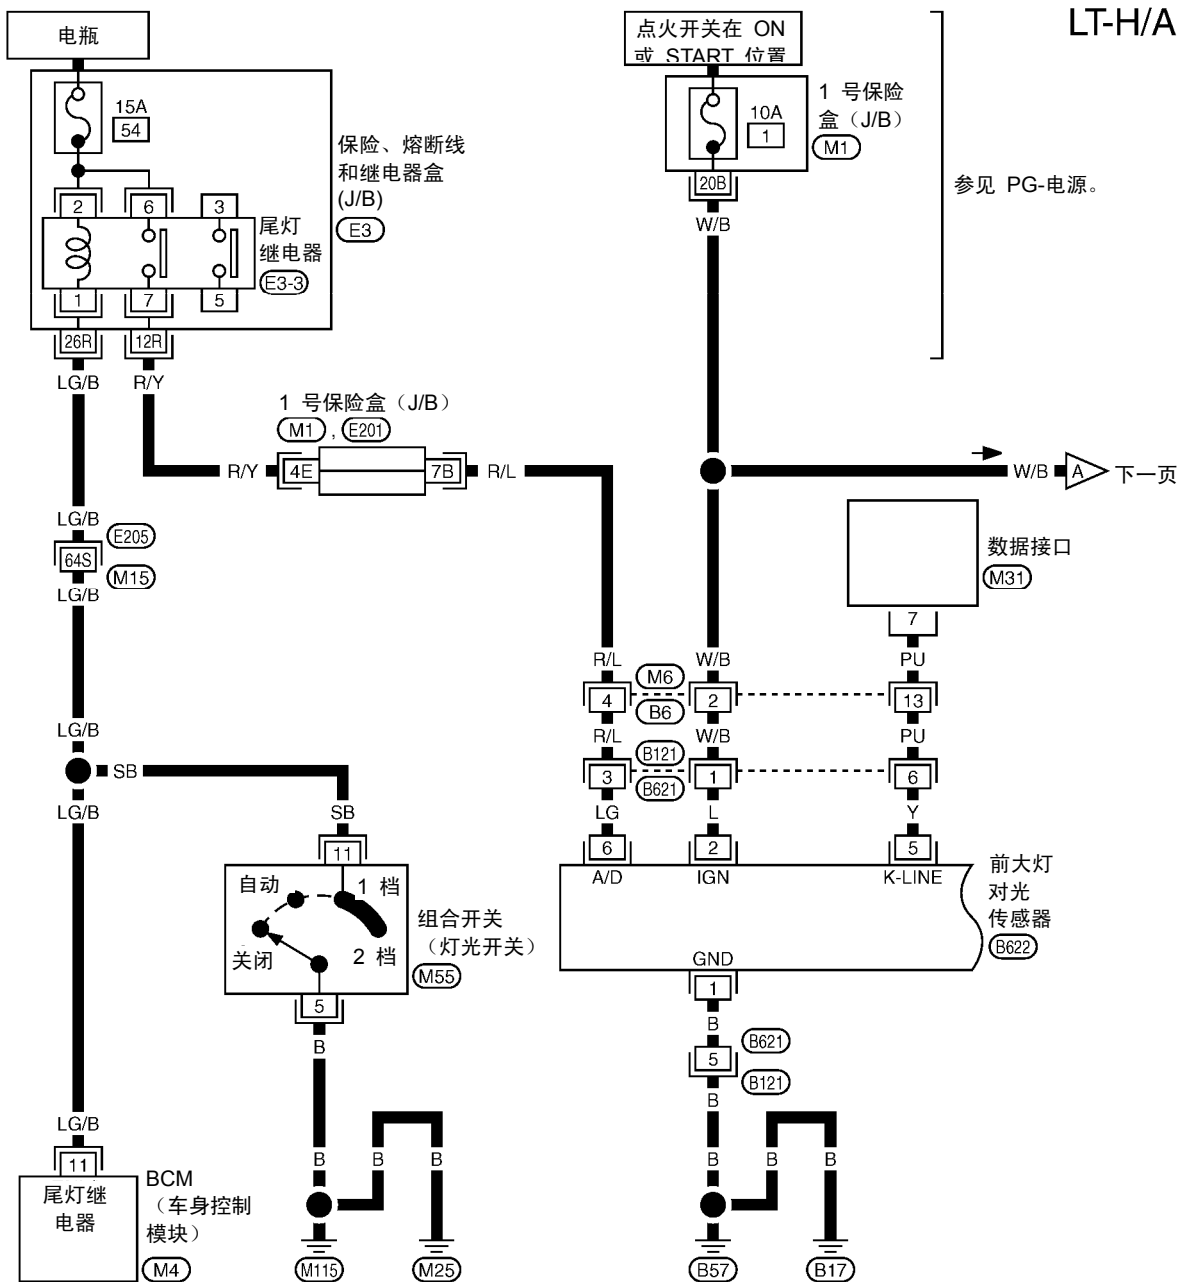 LT-H/A
电瓶
点火开关在 ON
或 START 位置
15A
54
保险、熔断线
和继电器盒
(J/B)
E3
10A
1
1 号保险
盒（J/B）
M1
20B
W/B
参见 PG-电源。
2
6
3
尾灯
继电器
E3-3
1
7
5
26R
12R
LG/B
R/Y
1 号保险盒（J/B）
M1 , E201
R/Y
4E
7B
R/L
W/B
A
下一页
LG/B
E205
64S
M15
LG/B
数据接口
M31
7
R/L
W/B
PU
M6
4
2
13
B6
R/L
W/B
PU
B121
3
1
6
B621
LG
L
Y
6
2
5
A/D
IGN
K-LINE
前大灯
对光
传感器
B622
GND
1
B
B621
5
B121
B
LG/B
SB
LG/B
SB
11
自动
1 档
关闭
2 档
组合开关
（灯光开关）
M55
5
B
LG/B
11
尾灯继
电器
BCM
（车身控制
模块）
M4
B
B
B
M115
M25
B
B
B
B57
B17